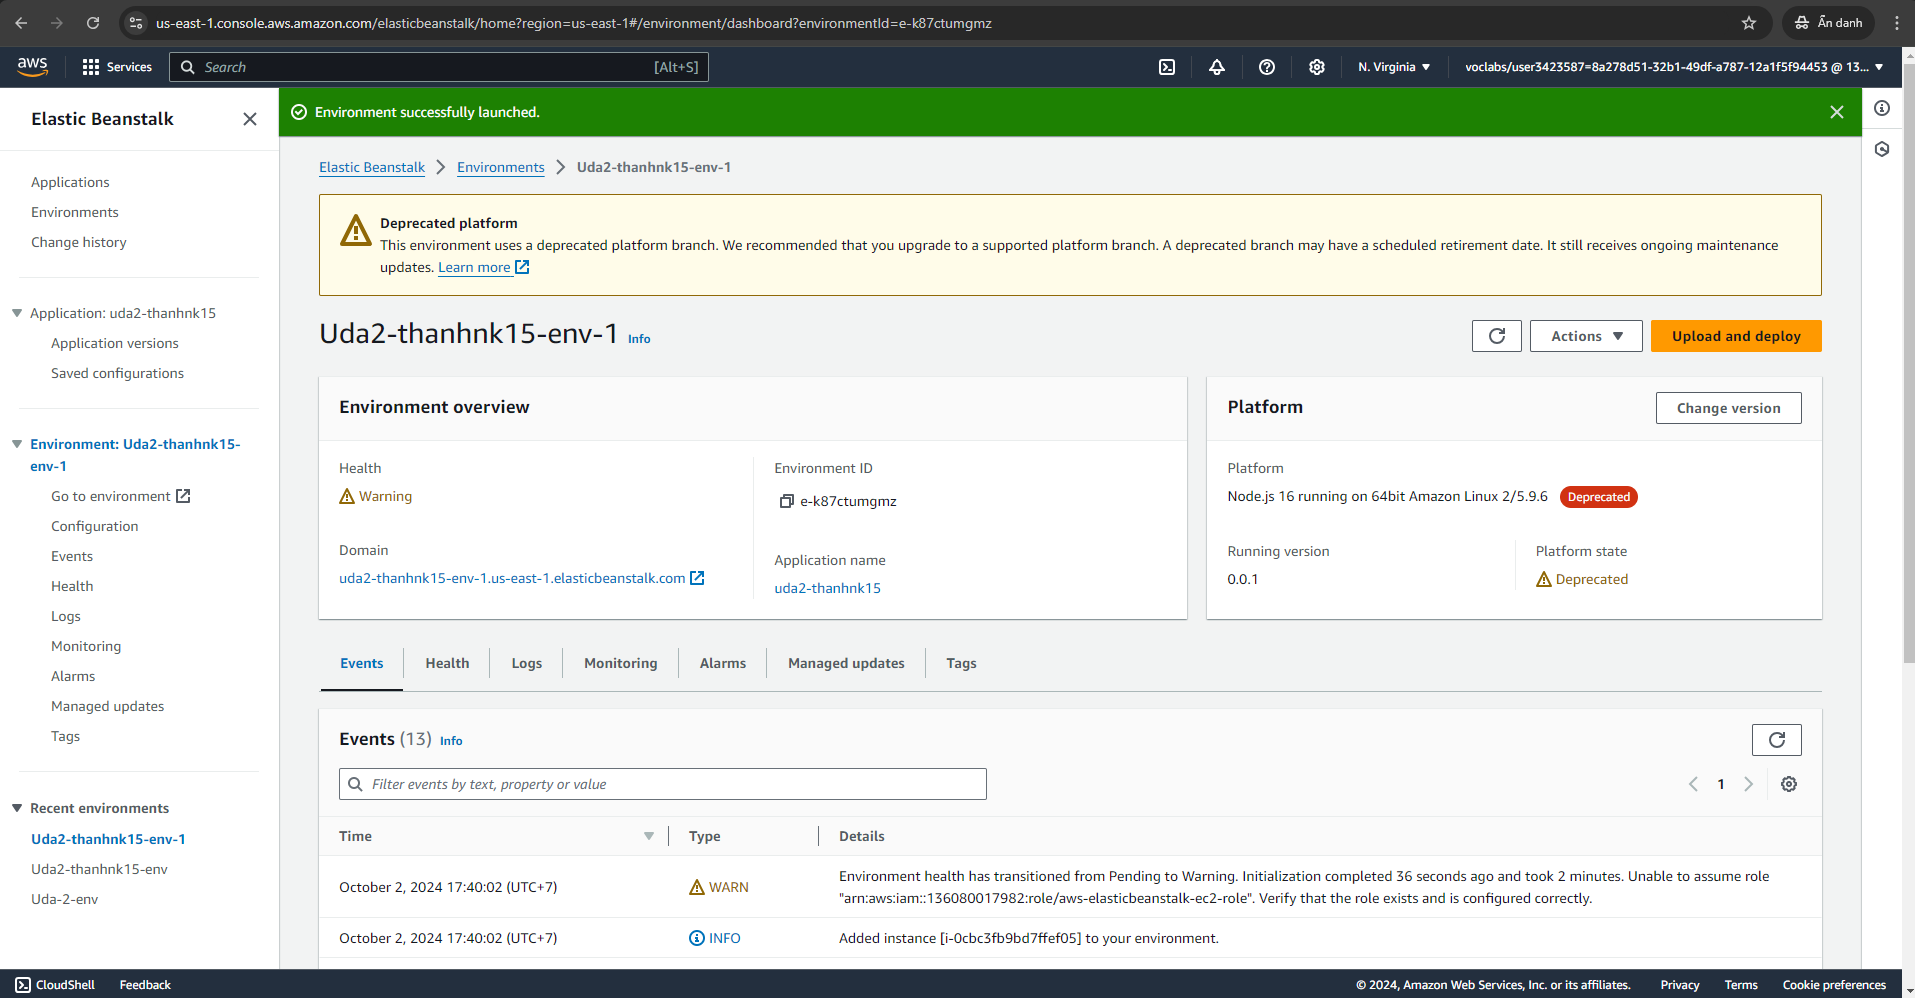 us-east-1.console.aws.amazon.com/elasticbeanstalk/home?region=us-east-1#/environment/dashboard?environmentId=e-k87ctumgmz
Ẩn danh
aws
Services
Search
[Alt+S]
N. Virginia
voclabs/user3423587=8a278d51-32b1-49df-a787-12a1f5f94453 @ 13...
Elastic Beanstalk
Environment successfully launched.
Applications
Environments
Change history
Application: uda2-thanhnk15
Application versions
Saved configurations
Environment: Uda2-thanhnk15-
env-1
Go to environment
Configuration
Events
Health
Logs
Monitoring
Alarms
Managed updates
Tags
Recent environments
Uda2-thanhnk15-env-1
Uda2-thanhnk15-env
Uda-2-env
Elastic Beanstalk
Environments
Uda2-thanhnk15-env-1
Deprecated platform
This environment uses a deprecated platform branch. We recommended that you upgrade to a supported platform branch. A deprecated branch may have a scheduled retirement date. It still receives ongoing maintenance
updates. Learn more
Uda2-thanhnk15-env-1 Info
Actions
Upload and deploy
Environment overview
Health
Warning
Domain
uda2-thanhnk15-env-1.us-east-1.elasticbeanstalk.com
Environment ID
e-k87ctumgmz
Application name
uda2-thanhnk15
Platform
Change version
Platform
Node.js 16 running on 64bit Amazon Linux 2/5.9.6 Deprecated
Running version
0.0.1
Platform state
Deprecated
Events
Health
Logs
Monitoring
Alarms
Managed updates
Tags
Events (13) Info
Filter events by text, property or value
1
Time
Type
Details
October 2, 2024 17:40:02 (UTC+7)
WARN
Environment health has transitioned from Pending to Warning. Initialization completed 36 seconds ago and took 2 minutes. Unable to assume role
"arn:aws:iam::136080017982:role/aws-elasticbeanstalk-ec2-role". Verify that the role exists and is configured correctly.
October 2, 2024 17:40:02 (UTC+7)
INFO
Added instance [i-0cbc3fb9bd7ffef05] to your environment.
CloudShell
Feedback
© 2024, Amazon Web Services, Inc. or its affiliates.
Privacy
Terms
Cookie preferences